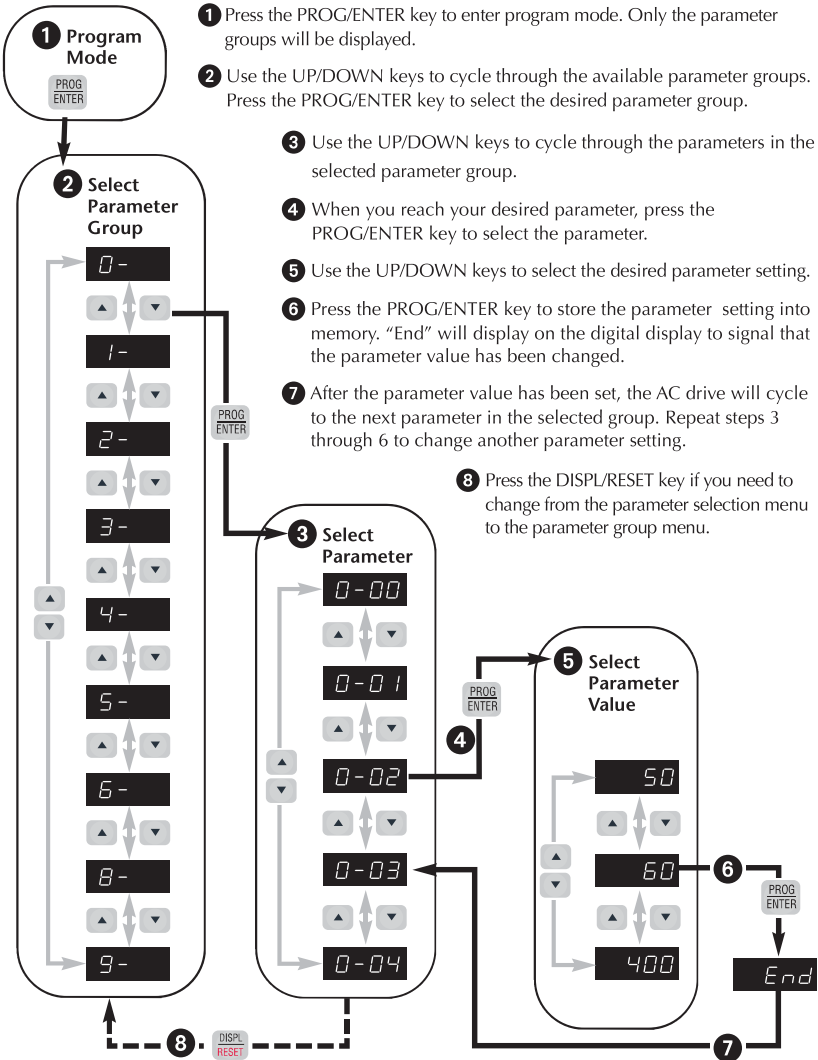 1 Press the PROG/ENTER key to enter program mode. Only the parameter
groups will be displayed.
2 Use the UP/DOWN keys to cycle through the available parameter groups.
Press the PROG/ENTER key to select the desired parameter group.
3 Use the UP/DOWN keys to cycle through the parameters in the
selected parameter group.
4 When you reach your desired parameter, press the
PROG/ENTER key to select the parameter.
5 Use the UP/DOWN keys to select the desired parameter setting.
6 Press the PROG/ENTER key to store the parameter setting into
memory. “End” will display on the digital display to signal that
the parameter value has been changed.
7 After the parameter value has been set, the AC drive will cycle
to the next parameter in the selected group. Repeat steps 3
through 6 to change another parameter setting.
8 Press the DISPL/RESET key if you need to
change from the parameter selection menu
to the parameter group menu.
1 Program
Mode
PROG
ENTER
2 Select
Parameter
Group
0-
1-
2-
3-
4-
5-
6-
8-
9-
PROG
ENTER
3 Select
Parameter
0-00
0-01
0-02
0-03
0-04
4
PROG
ENTER
5 Select
Parameter
Value
50
60
400
6
PROG
ENTER
End
7
8
DISPL
RESET